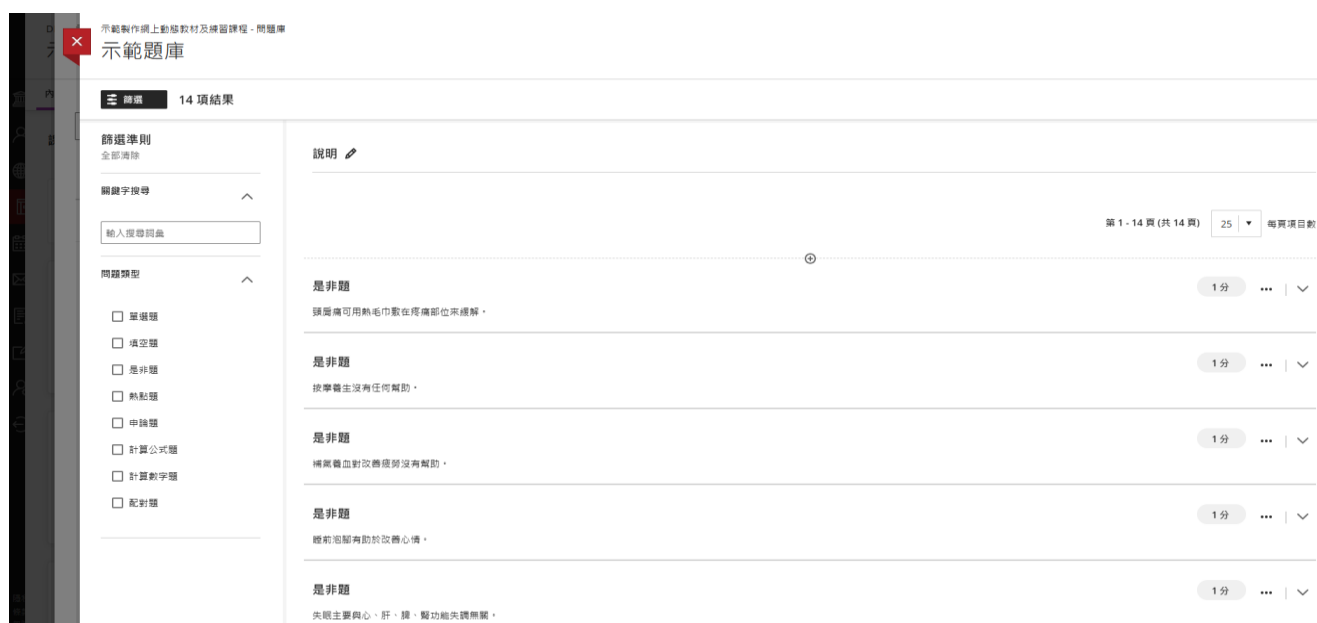 示範製作網上動態教材及練習課程 - 問題庫
示範題庫
內
篩選
14 項結果
篩選準則
全部清除
關鍵字搜尋
輸入搜尋詞彙
問題類型
單選題
填空題
是非題
熱點題
申論題
計算公式題
計算數字題
配對題
說明
第 1 - 14 頁 (共 14 頁)
25
每頁項目數
是非題
1 分
頸肩痛可用熱毛巾敷在疼痛部位來緩解。
是非題
1 分
按摩養生沒有任何幫助。
是非題
1 分
補氣養血對改善疲勞沒有幫助。
是非題
1 分
睡前泡腳有助於改善心情。
是非題
1 分
失眠主要與心、肝、脾、腎功能失調無關。